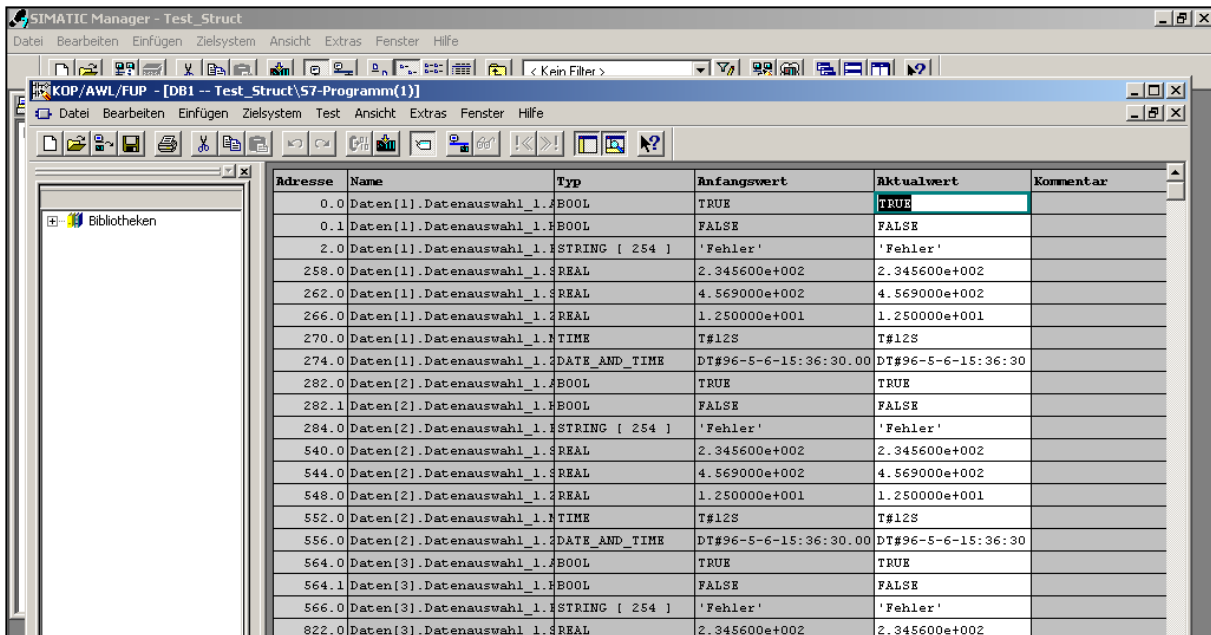 SIMATIC Manager - Test_Struct
Datei Bearbeiten Einfügen Zielsystem Ansicht Extras Fenster Hilfe
< Kein Filter >
KOP/AWL/FUP - [DB1 -- Test_Struct\S7-Programm(1)]
Datei Bearbeiten Einfügen Zielsystem Test Ansicht Extras Fenster Hilfe
Bibliotheken
Adresse Name Typ Anfangswert Aktualwert Kommentar
0.0 Daten[1].Datenauswahl_1. BOOL TRUE TRUE
0.1 Daten[1].Datenauswahl_1. BOOL FALSE FALSE
2.0 Daten[1].Datenauswahl_1. STRING [ 254 ] 'Fehler' 'Fehler'
258.0 Daten[1].Datenauswahl_1. REAL 2.345600e+002 2.345600e+002
262.0 Daten[1].Datenauswahl_1. REAL 4.569000e+002 4.569000e+002
266.0 Daten[1].Datenauswahl_1. REAL 1.250000e+001 1.250000e+001
270.0 Daten[1].Datenauswahl_1. TIME T#12S T#12S
274.0 Daten[1].Datenauswahl_1. DATE_AND_TIME DT#96-5-6-15:36:30.00 DT#96-5-6-15:36:30
282.0 Daten[2].Datenauswahl_1. BOOL TRUE TRUE
282.1 Daten[2].Datenauswahl_1. BOOL FALSE FALSE
284.0 Daten[2].Datenauswahl_1. STRING [ 254 ] 'Fehler' 'Fehler'
540.0 Daten[2].Datenauswahl_1. REAL 2.345600e+002 2.345600e+002
544.0 Daten[2].Datenauswahl_1. REAL 4.569000e+002 4.569000e+002
548.0 Daten[2].Datenauswahl_1. REAL 1.250000e+001 1.250000e+001
552.0 Daten[2].Datenauswahl_1. TIME T#12S T#12S
556.0 Daten[2].Datenauswahl_1. DATE_AND_TIME DT#96-5-6-15:36:30.00 DT#96-5-6-15:36:30
564.0 Daten[3].Datenauswahl_1. BOOL TRUE TRUE
564.1 Daten[3].Datenauswahl_1. BOOL FALSE FALSE
566.0 Daten[3].Datenauswahl_1. STRING [ 254 ] 'Fehler' 'Fehler'
822.0 Daten[3].Datenauswahl_1. REAL 2.345600e+002 2.345600e+002